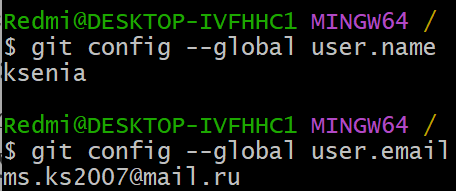 Redmi@DESKTOP-IVFHHC1 MINGW64 /
$ git config --global user.name
ksenia
Redmi@DESKTOP-IVFHHC1 MINGW64 /
$ git config --global user.email
ms.ks2007@mail.ru